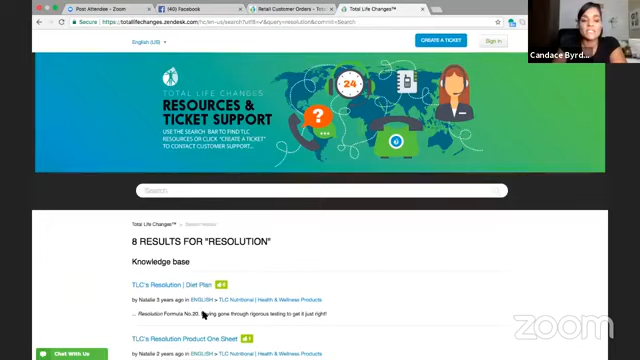 Post Attendee - Zoom
(40) Facebook
Retail Customer Orders - Tot
Total Life Changes™
https://totallifechanges.zendesk.com/hc/en-us/search?utf8=✓&query=resolution&commit=Search
English (US)
CREATE A TICKET
Sign in
Candace Byrd...
TOTAL LIFE CHANGES
RESOURCES &
TICKET SUPPORT
USE THE SEARCH BAR TO FIND TLC
RESOURCES OR CLICK "CREATE A TICKET"
TO CONTACT CUSTOMER SUPPORT...
24
?
Search
Total Life Changes™ > Search results
8 RESULTS FOR "RESOLUTION"
Knowledge base
TLC's Resolution | Diet Plan
by Natalie 3 years ago in ENGLISH > TLC Nutritional | Health & Wellness Products
... Resolution Formula No.20, having gone through rigorous testing to get it just right!
TLC's Resolution Product One Sheet 1
by Natalie 2 years ago in ENGLISH > TLC Nutritional | Health & Wellness Products
Chat With Us
zoom